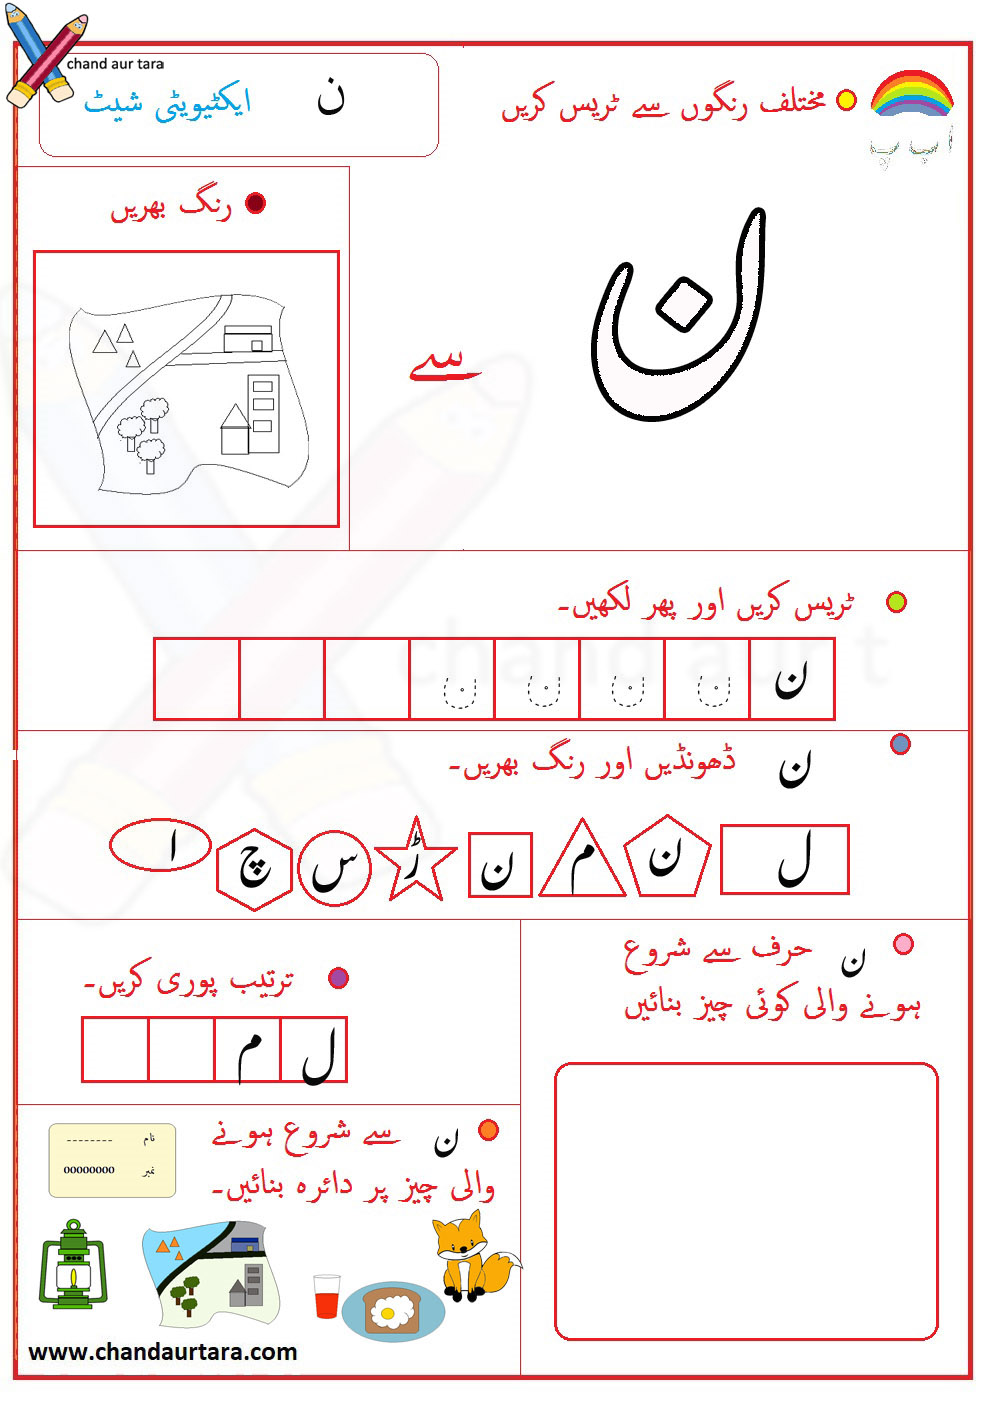 chand aur tara
ن ایکٹیویٹی شیٹ
مختلف رنگوں سے ٹریس کریں
ا پ پ
رنگ بھریں
ن سے
ٹریس کریں اور پھر لکھیں۔
ن ن ن ن ن
ن ڈھونڈیں اور رنگ بھریں۔
ل ن م ن ڑ س چ ا
ن حرف سے شروع
ہونے والی کوئی چیز بنائیں
ترتیب پوری کریں۔
ل م
ن سے شروع ہونے
والی چیز پر دائرہ بنائیں۔
نام --------
نمبر 00000000
www.chandaurtara.com
chand aur t